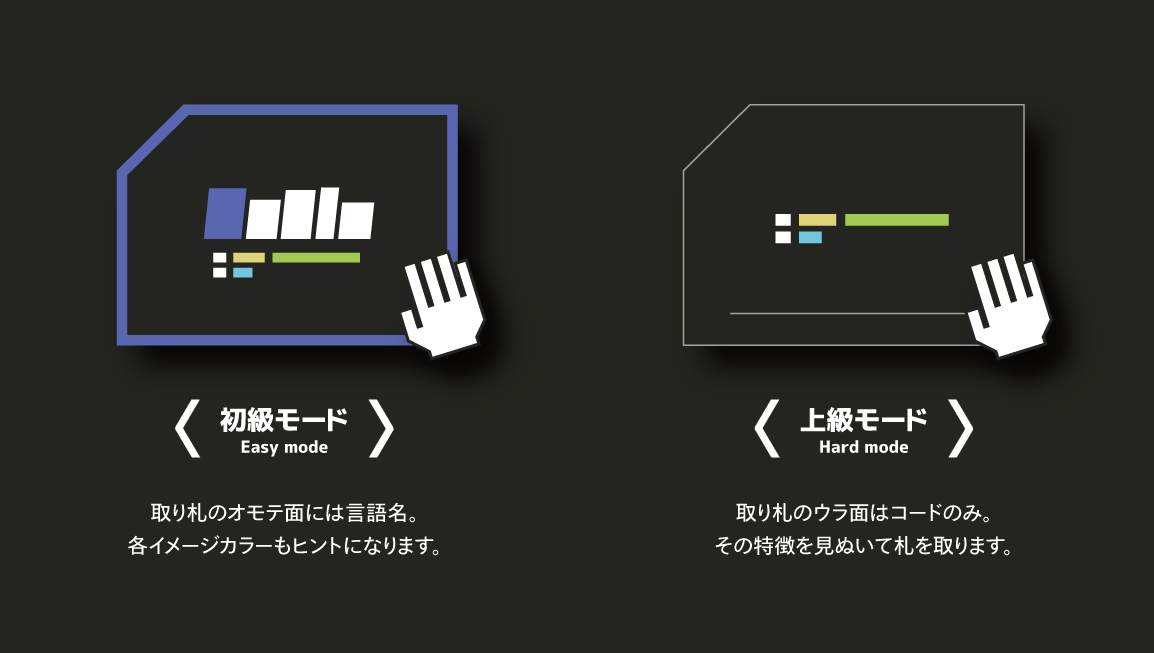 初級モード
Easy mode
取り札のオモテ面には言語名。
各イメージカラーもヒントになります。
上級モード
Hard mode
取り札のウラ面はコードのみ。
その特徴を見ぬいて札を取ります。